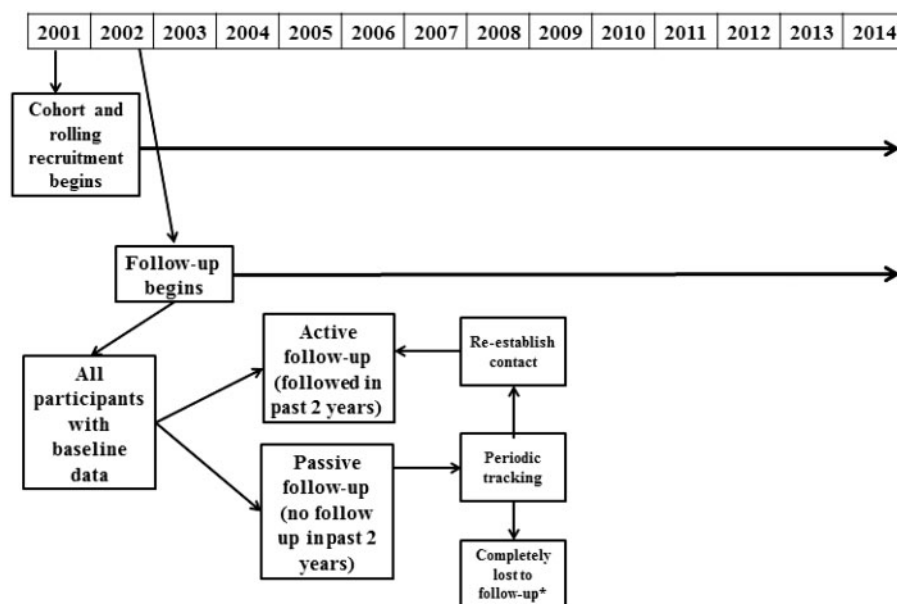 2001 2002 2003 2004 2005 2006 2007 2008 2009 2010 2011 2012 2013 2014
Cohort and
rolling
recruitment
begins
Follow-up
begins
All
participants
with
baseline
data
Active
follow-up
(followed in
past 2 years)
Re-establish
contact
Passive
follow-up
(no follow
up in past 2
years)
Periodic
tracking
Completely
lost to
follow-up*